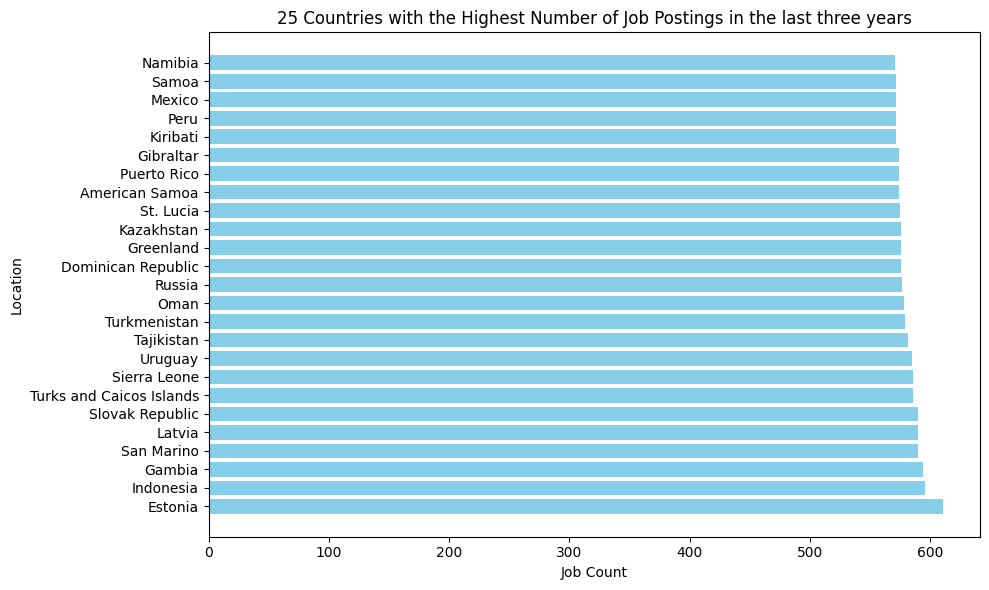 25 Countries with the Highest Number of Job Postings in the last three years
Location
Namibia
Samoa
Mexico
Peru
Kiribati
Gibraltar
Puerto Rico
American Samoa
St. Lucia
Kazakhstan
Greenland
Dominican Republic
Russia
Oman
Turkmenistan
Tajikistan
Uruguay
Sierra Leone
Turks and Caicos Islands
Slovak Republic
Latvia
San Marino
Gambia
Indonesia
Estonia
0 100 200 300 400 500 600
Job Count